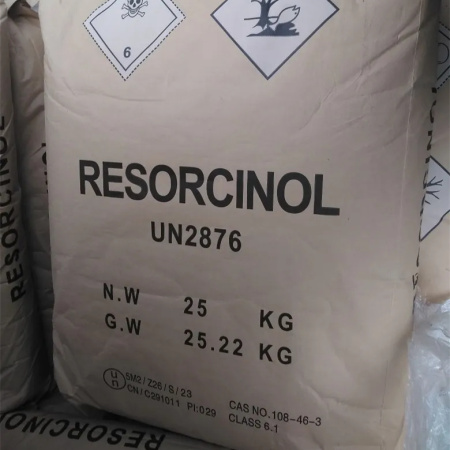 6
RESORCINOL
UN2876
N.W 25 KG
G.W 25.22 KG
un 5M2/Z26/S/23
CN/C291011 PI:029
CAS NO.108-46-3
CLASS 6.1
RESORCINOL
RESORCINOL